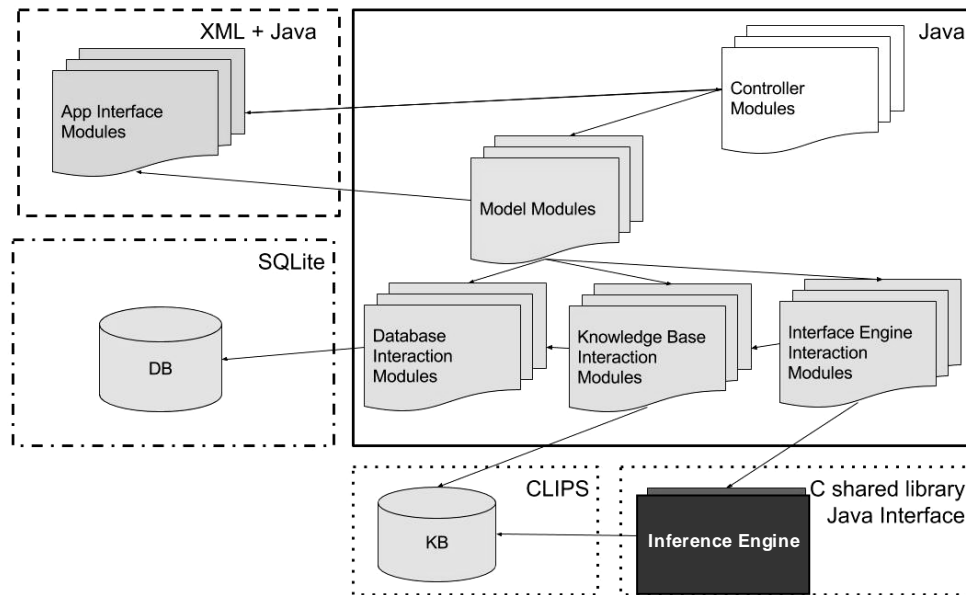 XML + Java
Java
App Interface
Modules
Controller
Modules
Model Modules
SQLite
DB
Database
Interaction
Modules
Knowledge Base
Interaction
Modules
Interface Engine
Interaction
Modules
CLIPS
KB
C shared library
Java Interface
Inference Engine